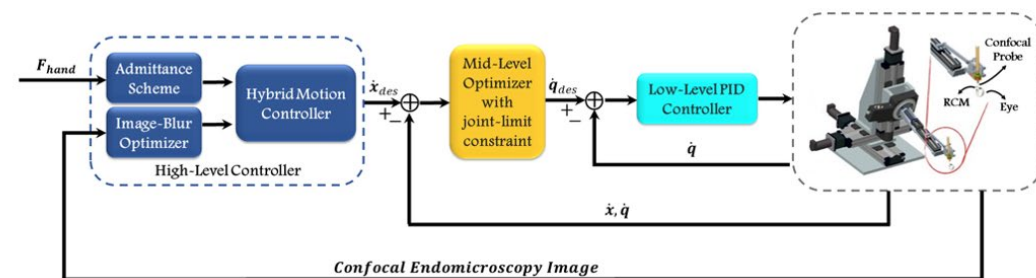 F_hand
Admittance
Scheme
Image-Blur
Optimizer
Hybrid Motion
Controller
High-Level Controller
ẋ_des
+
−
Mid-Level
Optimizer
with
joint-limit
constraint
q̇_des
+
−
Low-Level PID
Controller
q̇
ẋ, q̇
Confocal
Probe
RCM
Eye
Confocal Endomicroscopy Image